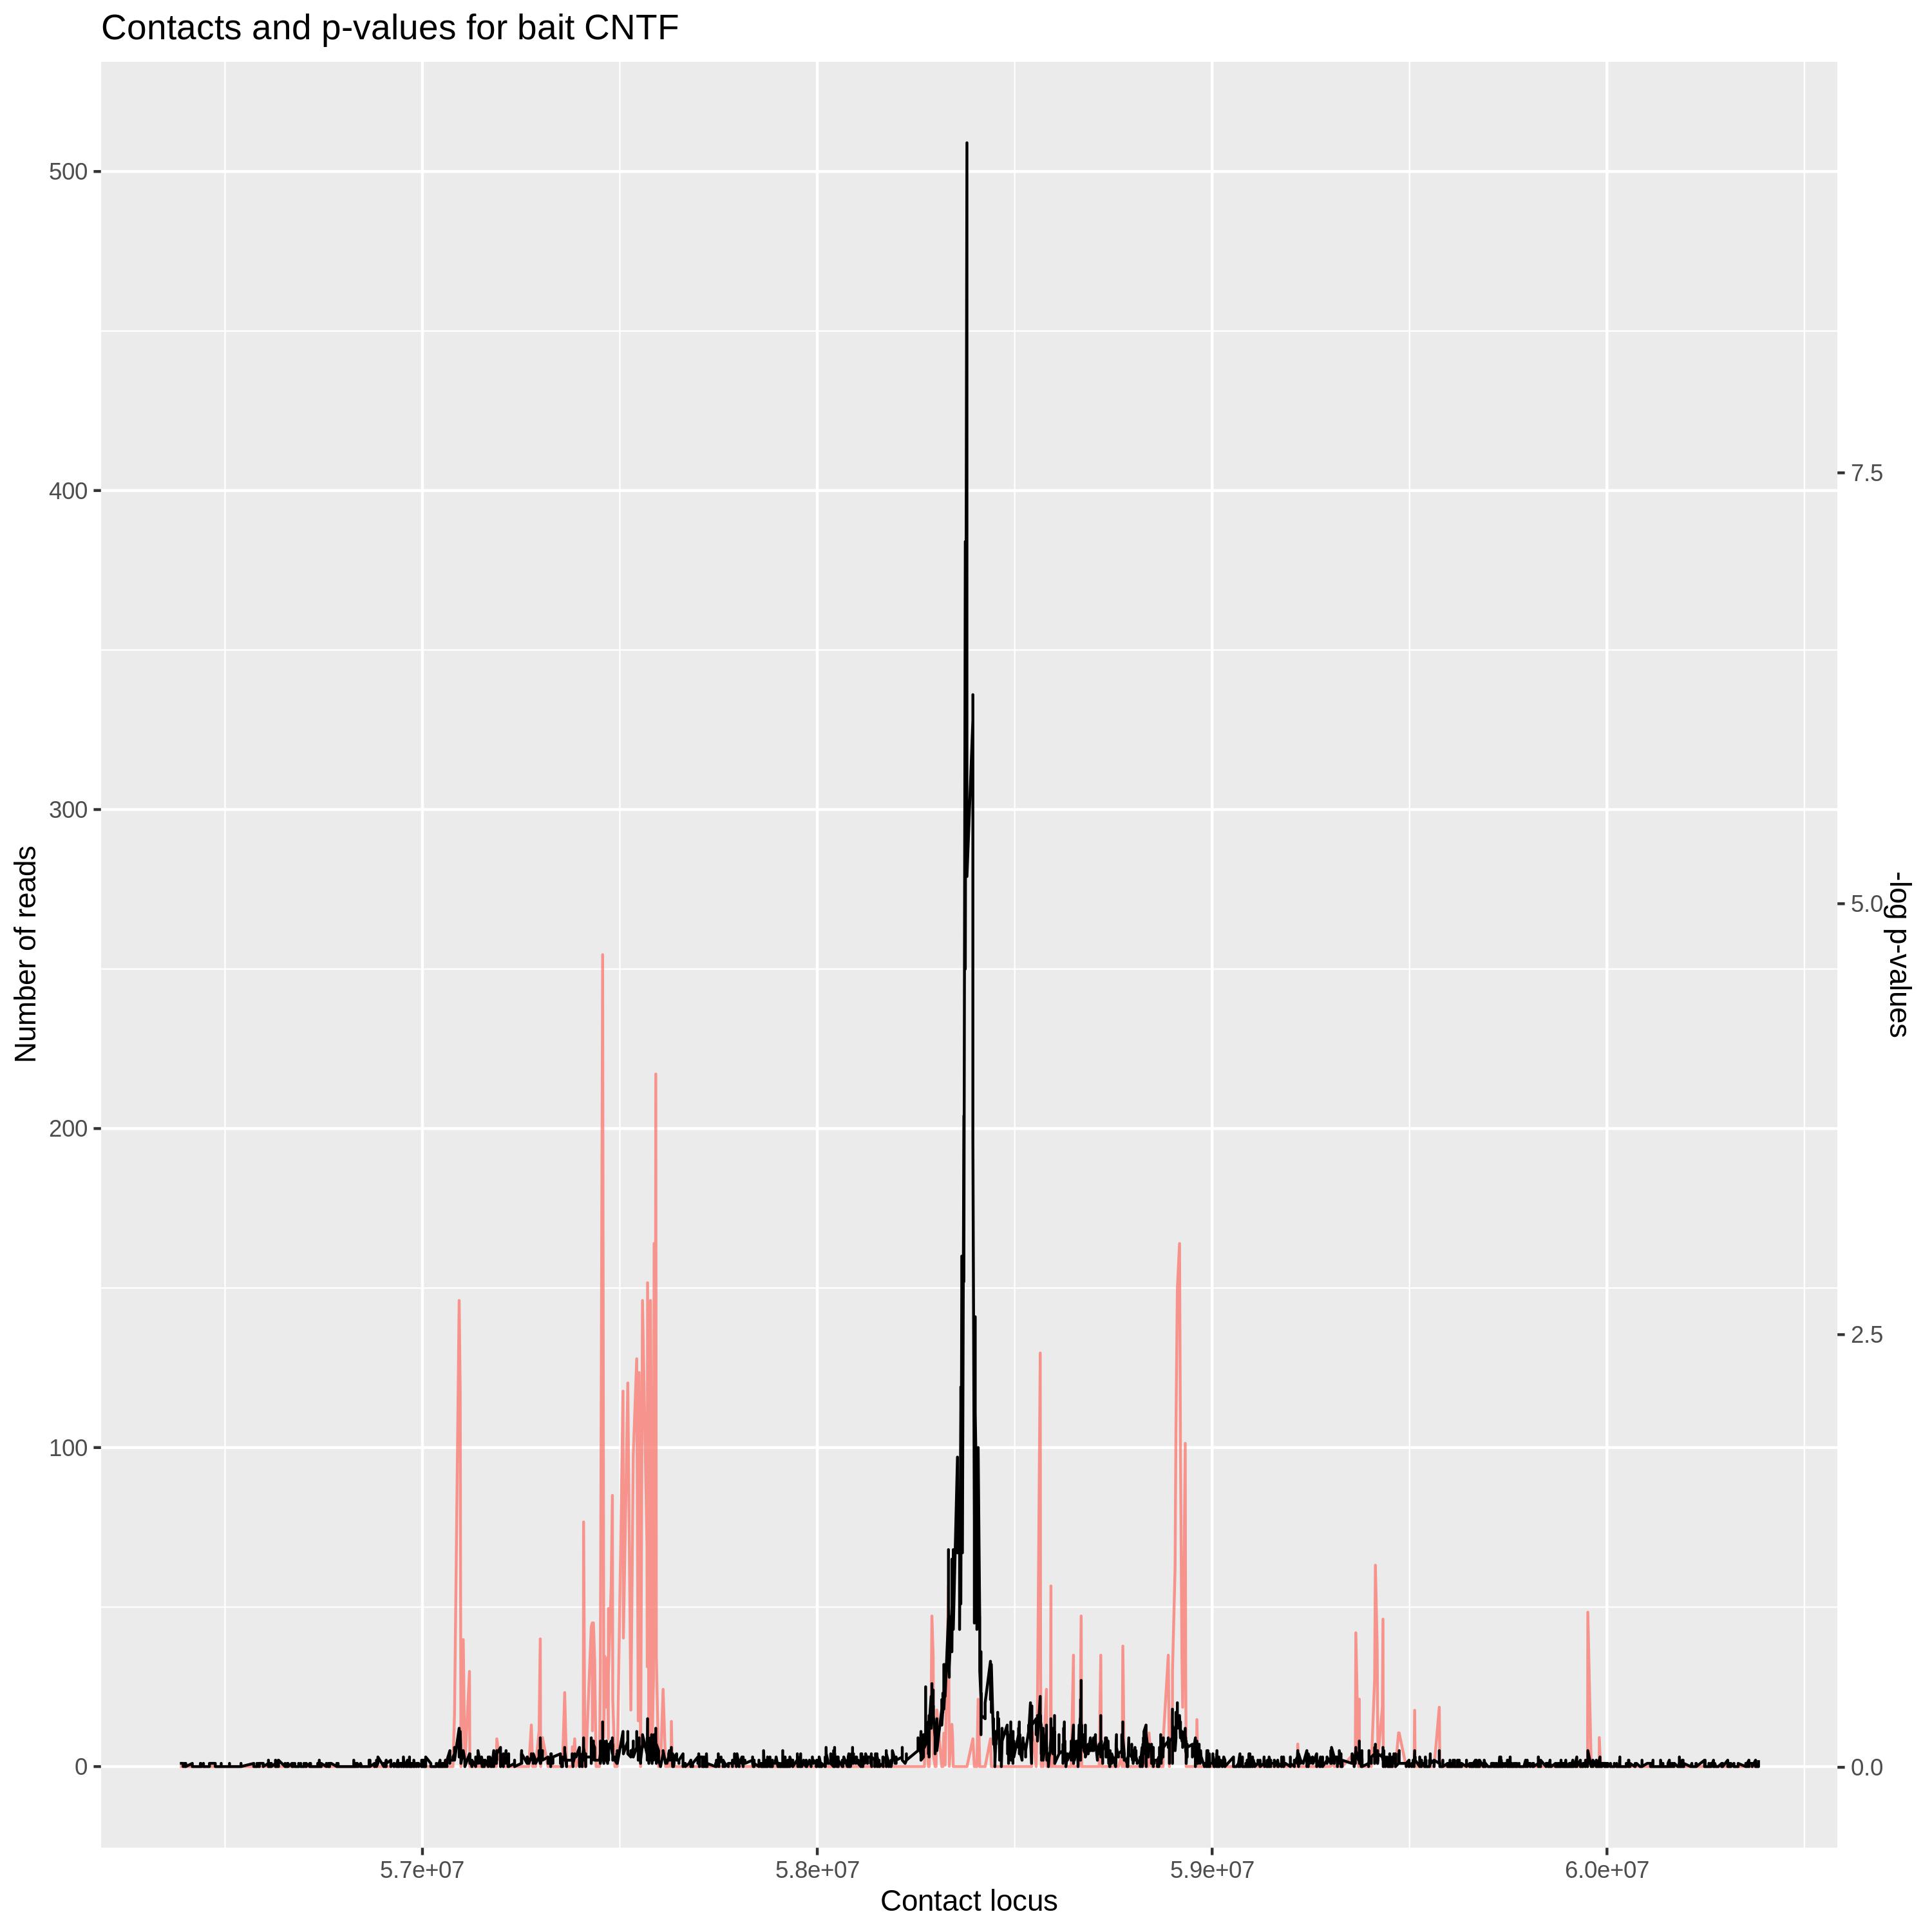 Contacts and p-values for bait CNTF
500
400
300
200
100
0
Number of reads
7.5
5.0
2.5
0.0
-log p-values
5.7e+07
5.8e+07
5.9e+07
6.0e+07
Contact locus